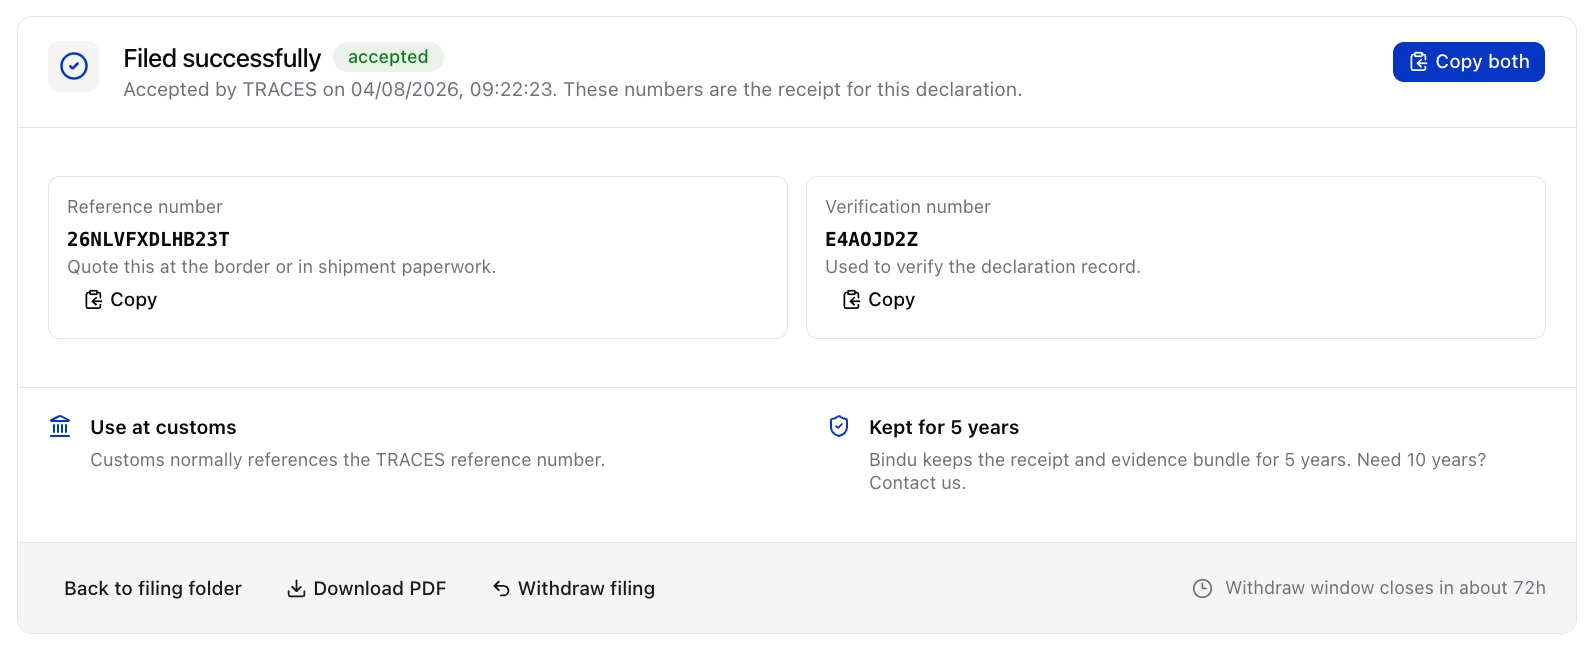 Filed successfully accepted
Copy both
Accepted by TRACES on 04/08/2026, 09:22:23. These numbers are the receipt for this declaration.
Reference number
26NLVFXDLHB23T
Quote this at the border or in shipment paperwork.
Copy
Verification number
E4AOJD2Z
Used to verify the declaration record.
Copy
Use at customs
Customs normally references the TRACES reference number.
Kept for 5 years
Bindu keeps the receipt and evidence bundle for 5 years. Need 10 years?
Contact us.
Back to filing folder
Download PDF
Withdraw filing
Withdraw window closes in about 72h